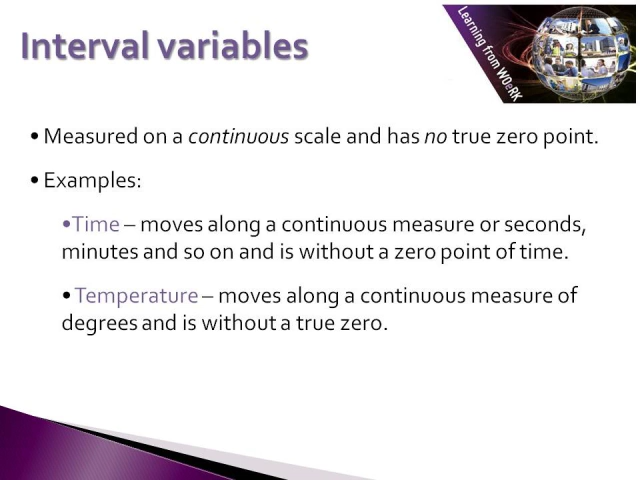 Interval variables
Learning from WOeRK
• Measured on a continuous scale and has no true zero point.
• Examples:
•Time – moves along a continuous measure or seconds,
minutes and so on and is without a zero point of time.
• Temperature – moves along a continuous measure of
degrees and is without a true zero.